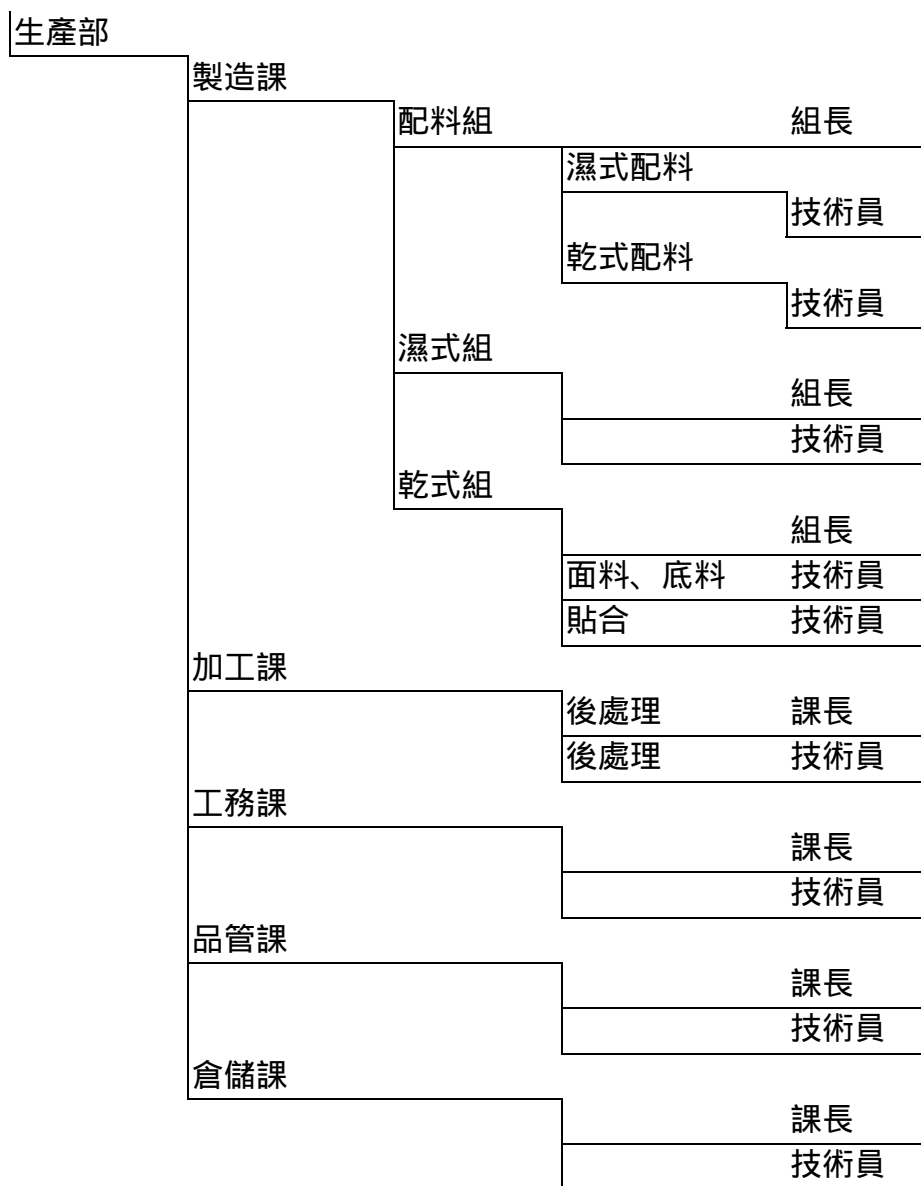 生產部
製造課
配料組 組長
濕式配料
技術員
乾式配料
技術員
濕式組
組長
技術員
乾式組
組長
面料、底料 技術員
貼合 技術員
加工課
後處理 課長
後處理 技術員
工務課
課長
技術員
品管課
課長
技術員
倉儲課
課長
技術員